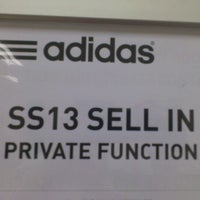 adidas
SS13 SELL IN
PRIVATE FUNCTION